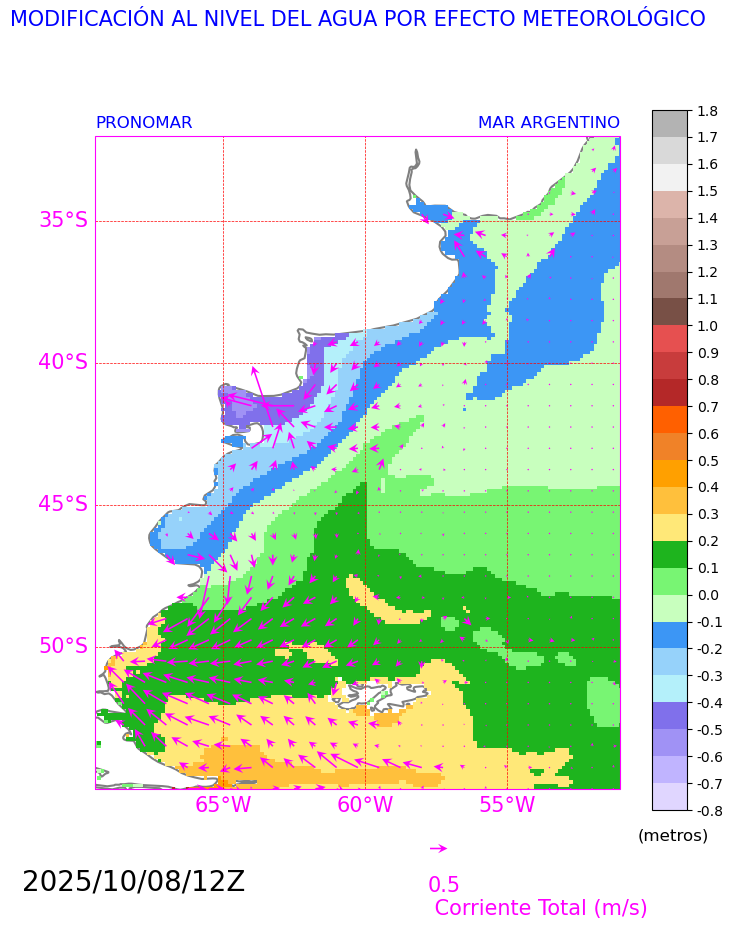 MODIFICACIÓN AL NIVEL DEL AGUA POR EFECTO METEOROLÓGICO
PRONOMAR
MAR ARGENTINO
35°S
40°S
45°S
50°S
65°W
60°W
55°W
1.8
1.7
1.6
1.5
1.4
1.3
1.2
1.1
1.0
0.9
0.8
0.7
0.6
0.5
0.4
0.3
0.2
0.1
0.0
-0.1
-0.2
-0.3
-0.4
-0.5
-0.6
-0.7
-0.8
(metros)
2025/10/08/12Z
0.5
Corriente Total (m/s)